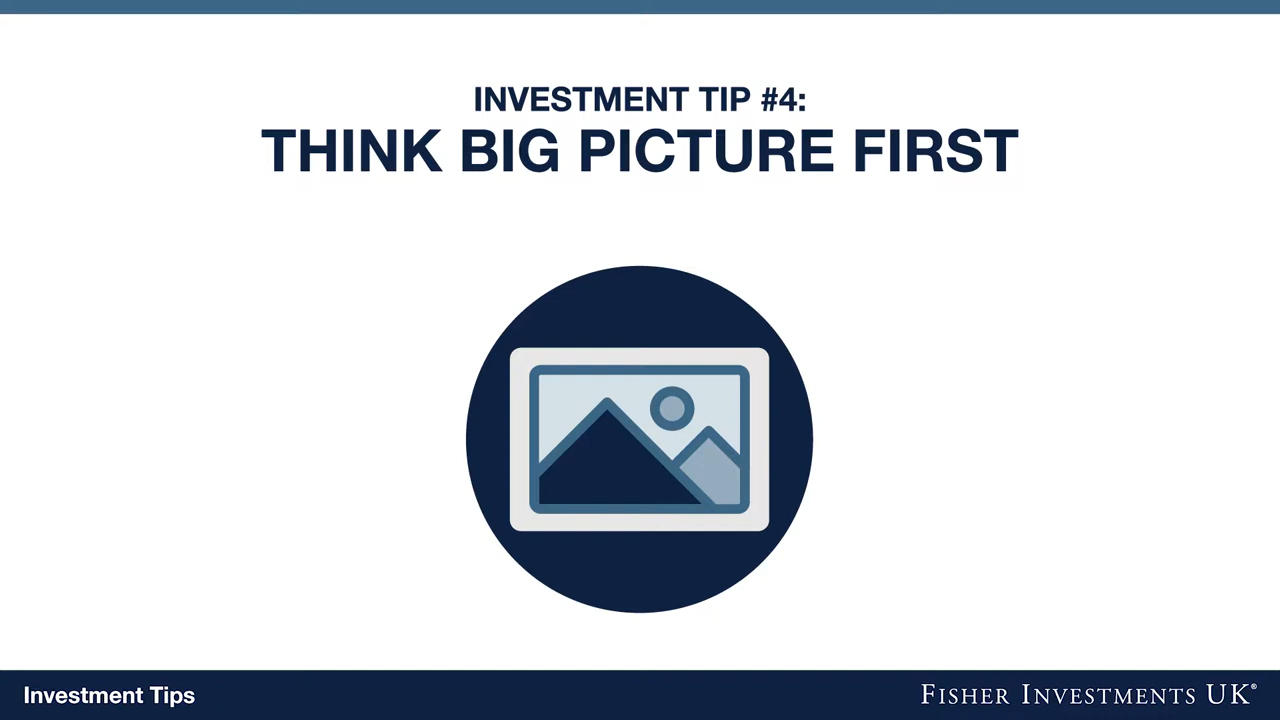 INVESTMENT TIP #4:
THINK BIG PICTURE FIRST
Investment Tips
FISHER INVESTMENTS UK®